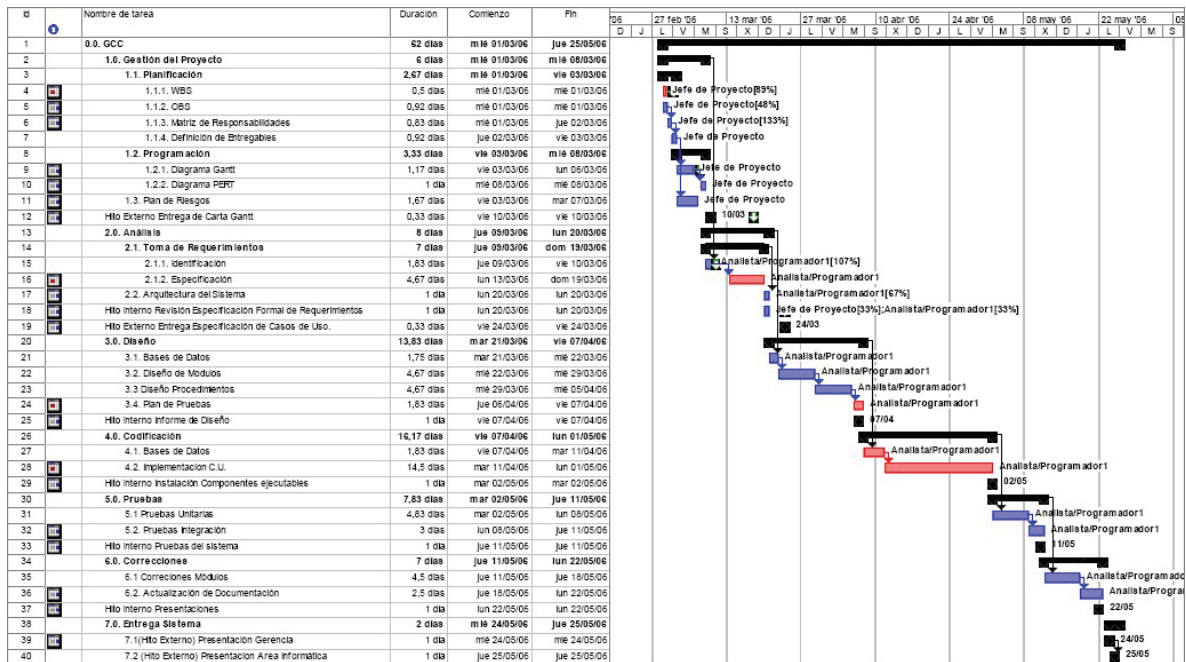 Id Nombre de tarea Duración Comienzo Fin '06 27 feb '06 13 mar '06 27 mar '06 10 abr '06 24 abr '06 08 may '06 22 may '06 05
D J L V M S X D J L V M S X D J L V M S X D J L V M S
1 0.0. GCC 62 días mié 01/03/06 jue 25/05/06
2 1.0. Gestión del Proyecto 6 días mié 01/03/06 mié 08/03/06
3 1.1. Planificación 2,67 días mié 01/03/06 vie 03/03/06
4 1.1.1. WBS 0,5 días mié 01/03/06 mié 01/03/06 Jefe de Proyecto[89%]
5 1.1.2. OBS 0,92 días mié 01/03/06 mié 01/03/06 Jefe de Proyecto[48%]
6 1.1.3. Matriz de Responsabilidades 0,83 días mié 01/03/06 jue 02/03/06 Jefe de Proyecto[133%]
7 1.1.4. Definición de Entregables 0,92 días jue 02/03/06 vie 03/03/06 Jefe de Proyecto
8 1.2. Programación 3,33 días vie 03/03/06 mié 08/03/06
9 1.2.1. Diagrama Gantt 1,17 días vie 03/03/06 lun 06/03/06 Jefe de Proyecto
10 1.2.2. Diagrama PERT 1 día mié 08/03/06 mié 08/03/06 Jefe de Proyecto
11 1.3. Plan de Riesgos 1,67 días vie 03/03/06 mar 07/03/06 Jefe de Proyecto
12 Hito Externo Entrega de Carta Gantt 0,33 días vie 10/03/06 vie 10/03/06 10/03
13 2.0. Análisis 8 días jue 09/03/06 lun 20/03/06
14 2.1. Toma de Requerimientos 7 días jue 09/03/06 dom 19/03/06
15 2.1.1. Identificación 1,83 días jue 09/03/06 vie 10/03/06 Analista/Programador1[107%]
16 2.1.2. Especificación 4,67 días lun 13/03/06 dom 19/03/06 Analista/Programador1
17 2.2. Arquitectura del Sistema 1 día lun 20/03/06 lun 20/03/06 Analista/Programador1[67%]
18 Hito Interno Revisión Especificación Formal de Requerimientos 1 día lun 20/03/06 lun 20/03/06 Jefe de Proyecto[33%];Analista/Programador1[33%]
19 Hito Externo Entrega Especificación de Casos de Uso. 0,33 días vie 24/03/06 vie 24/03/06 24/03
20 3.0. Diseño 13,83 días mar 21/03/06 vie 07/04/06
21 3.1. Bases de Datos 1,75 días mar 21/03/06 mié 22/03/06 Analista/Programador1
22 3.2. Diseño de Modulos 4,67 días mié 22/03/06 mié 29/03/06 Analista/Programador1
23 3.3 Diseño Procedimientos 4,67 días mié 29/03/06 mié 05/04/06 Analista/Programador1
24 3.4. Plan de Pruebas 1,83 días jue 06/04/06 vie 07/04/06 Analista/Programador1
25 Hito Interno Informe de Diseño 1 día vie 07/04/06 vie 07/04/06 07/04
26 4.0. Codificación 16,17 días vie 07/04/06 lun 01/05/06
27 4.1. Bases de Datos 1,83 días vie 07/04/06 mar 11/04/06 Analista/Programador1
28 4.2. Implementacion C.U. 14,5 días mar 11/04/06 lun 01/05/06 Analista/Programador1
29 Hito Interno Instalación Componentes ejecutables 1 día mar 02/05/06 mar 02/05/06 02/05
30 5.0. Pruebas 7,83 días mar 02/05/06 jue 11/05/06
31 5.1 Pruebas Unitarias 4,83 días mar 02/05/06 lun 08/05/06 Analista/Programador1
32 5.2. Pruebas Integración 3 días lun 08/05/06 jue 11/05/06 Analista/Programador1
33 Hito Interno Pruebas del sistema 1 día jue 11/05/06 jue 11/05/06 11/05
34 6.0. Correcciones 7 días jue 11/05/06 lun 22/05/06
35 6.1 Correciones Módulos 4,5 días jue 11/05/06 jue 18/05/06 Analista/Programad
36 6.2. Actualización de Documentación 2,5 días jue 18/05/06 lun 22/05/06 Analista/Progra
37 Hito Interno Presentaciones 1 día lun 22/05/06 lun 22/05/06 22/05
38 7.0. Entrega Sistema 2 días mié 24/05/06 jue 25/05/06
39 7.1(Hito Externo) Presentación Gerencia 1 día mié 24/05/06 mié 24/05/06 24/05
40 7.2 (Hito Externo) Presentacion Area Informática 1 día jue 25/05/06 jue 25/05/06 25/05